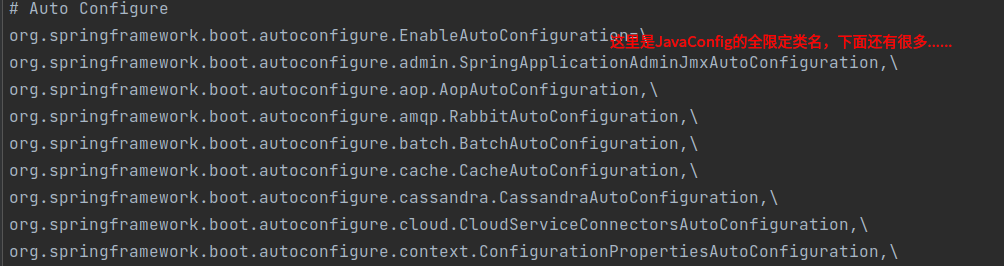 # Auto Configure
org.springframework.boot.autoconfigure.EnableAutoConfiguration=\
这里是JavaConfig的全限定类名，下面还有很多......
org.springframework.boot.autoconfigure.admin.SpringApplicationAdminJmxAutoConfiguration,\
org.springframework.boot.autoconfigure.aop.AopAutoConfiguration,\
org.springframework.boot.autoconfigure.amqp.RabbitAutoConfiguration,\
org.springframework.boot.autoconfigure.batch.BatchAutoConfiguration,\
org.springframework.boot.autoconfigure.cache.CacheAutoConfiguration,\
org.springframework.boot.autoconfigure.cassandra.CassandraAutoConfiguration,\
org.springframework.boot.autoconfigure.cloud.CloudServiceConnectorsAutoConfiguration,\
org.springframework.boot.autoconfigure.context.ConfigurationPropertiesAutoConfiguration,\